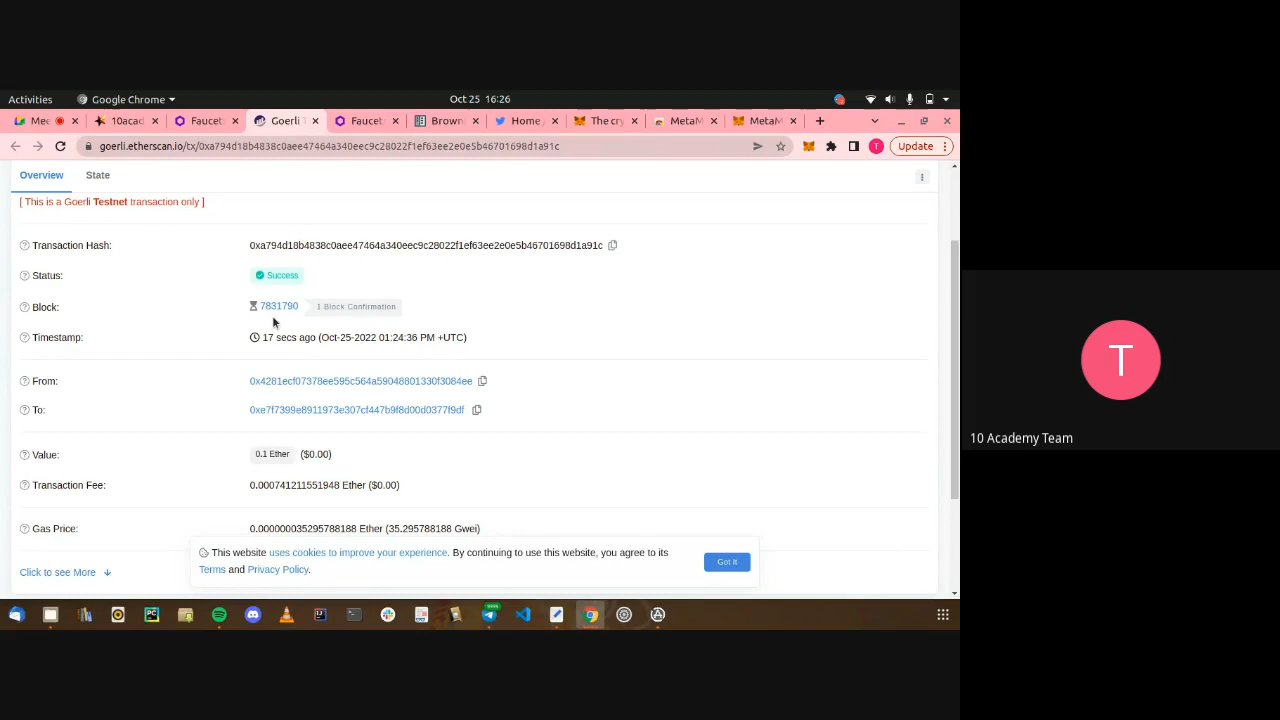 Activities Google Chrome Oct 25 16:26
Mee 10acad Faucet: Goerli T Faucet: Browni Home / The cry MetaM MetaM
goerli.etherscan.io/tx/0xa794d18b4838c0aee47464a340eec9c28022f1ef63ee2e0e5b46701698d1a91c T Update
Overview State
[ This is a Goerli Testnet transaction only ]
Transaction Hash: 0xa794d18b4838c0aee47464a340eec9c28022f1ef63ee2e0e5b46701698d1a91c
Status: Success
Block: 7831790 1 Block Confirmation
Timestamp: 17 secs ago (Oct-25-2022 01:24:36 PM +UTC)
From: 0x4281ecf07378ee595c564a59048801330f3084ee
To: 0xe7f7399e8911973e307cf447b9f8d00d0377f9df
Value: 0.1 Ether ($0.00)
Transaction Fee: 0.000741211551948 Ether ($0.00)
Gas Price: 0.000000035295788188 Ether (35.295788188 Gwei)
This website uses cookies to improve your experience. By continuing to use this website, you agree to its
Terms and Privacy Policy.
Got It
Click to see More
T
10 Academy Team